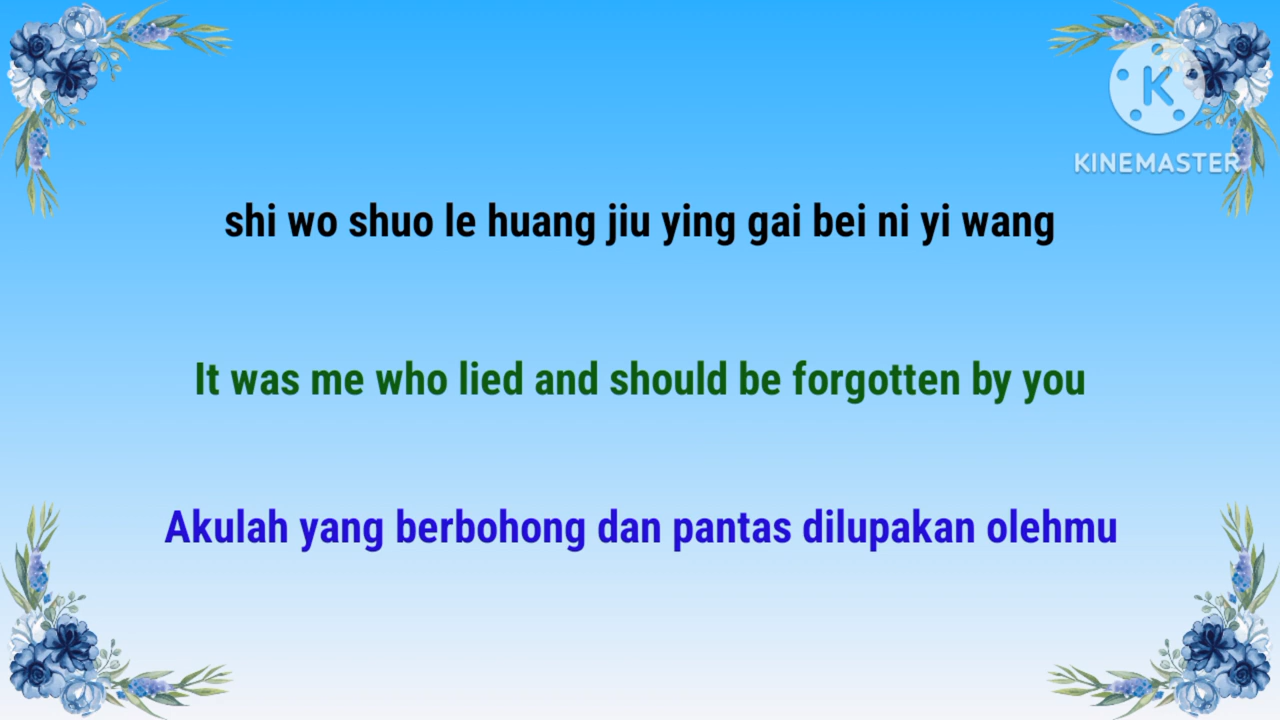 K
KINEMASTER
shi wo shuo le huang jiu ying gai bei ni yi wang
It was me who lied and should be forgotten by you
Akulah yang berbohong dan pantas dilupakan olehmu